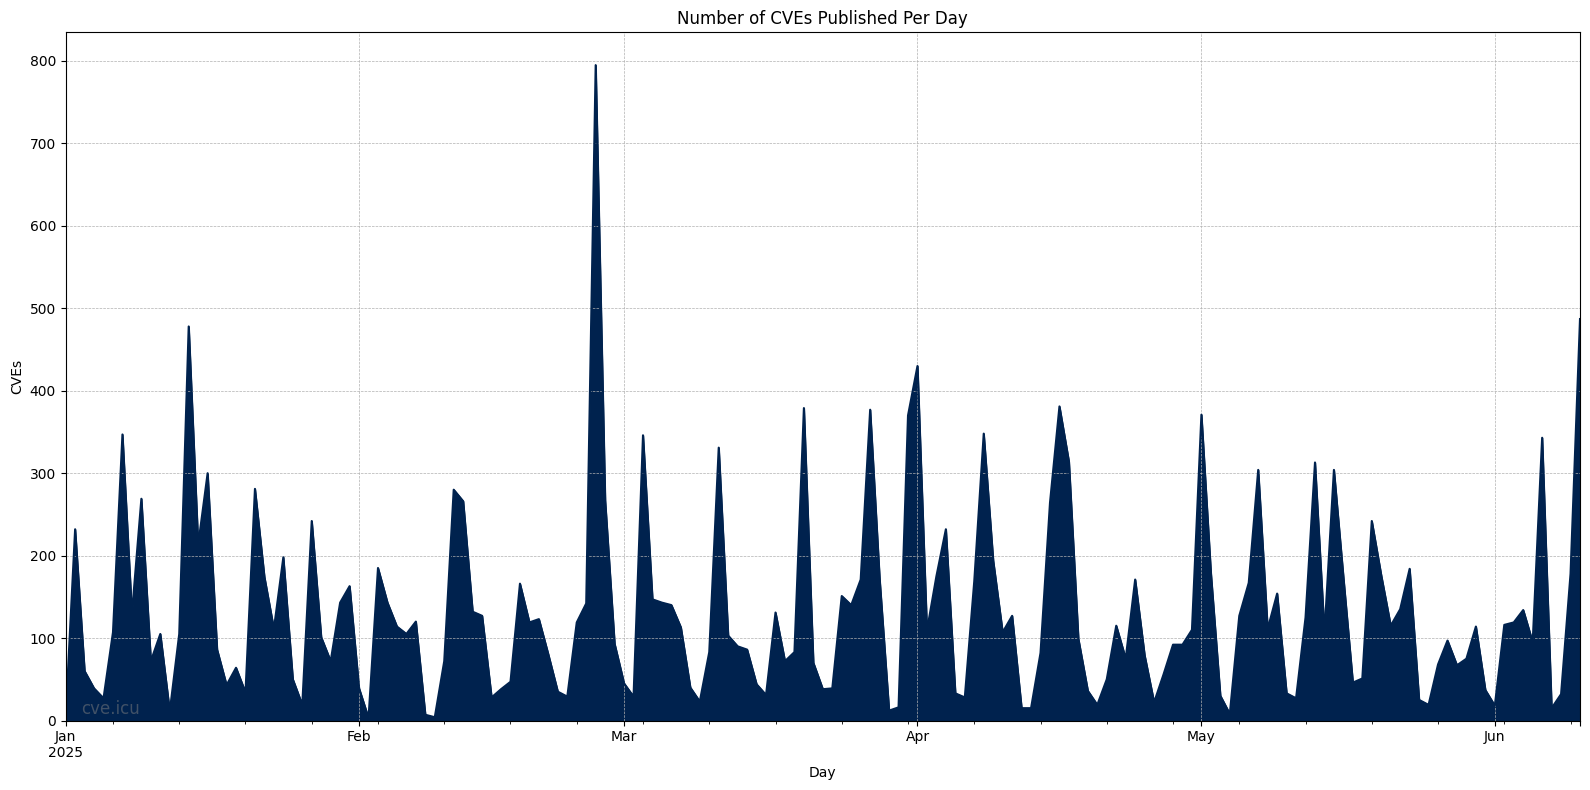 Number of CVEs Published Per Day
800
700
600
500
400
300
200
100
0
CVEs
cve.icu
Jan
2025
Feb
Mar
Apr
May
Jun
Day